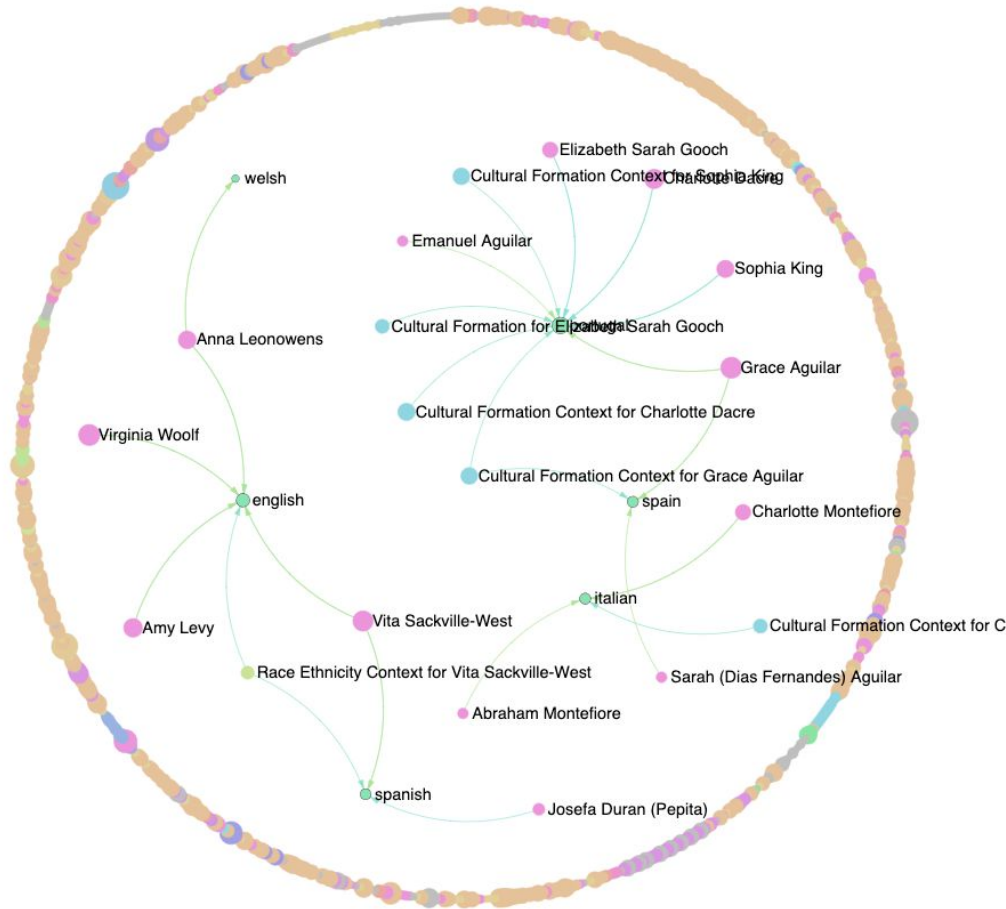 Elizabeth Sarah Gooch
Cultural Formation Context for Sophia King
Charlotte Dacre
welsh
Emanuel Aguilar
Sophia King
Cultural Formation for Elizabeth Sarah Gooch
portugal
Anna Leonowens
Grace Aguilar
Cultural Formation Context for Charlotte Dacre
Virginia Woolf
Cultural Formation Context for Grace Aguilar
english
spain
Charlotte Montefiore
italian
Vita Sackville-West
Cultural Formation Context for C
Amy Levy
Race Ethnicity Context for Vita Sackville-West
Sarah (Dias Fernandes) Aguilar
Abraham Montefiore
spanish
Josefa Duran (Pepita)